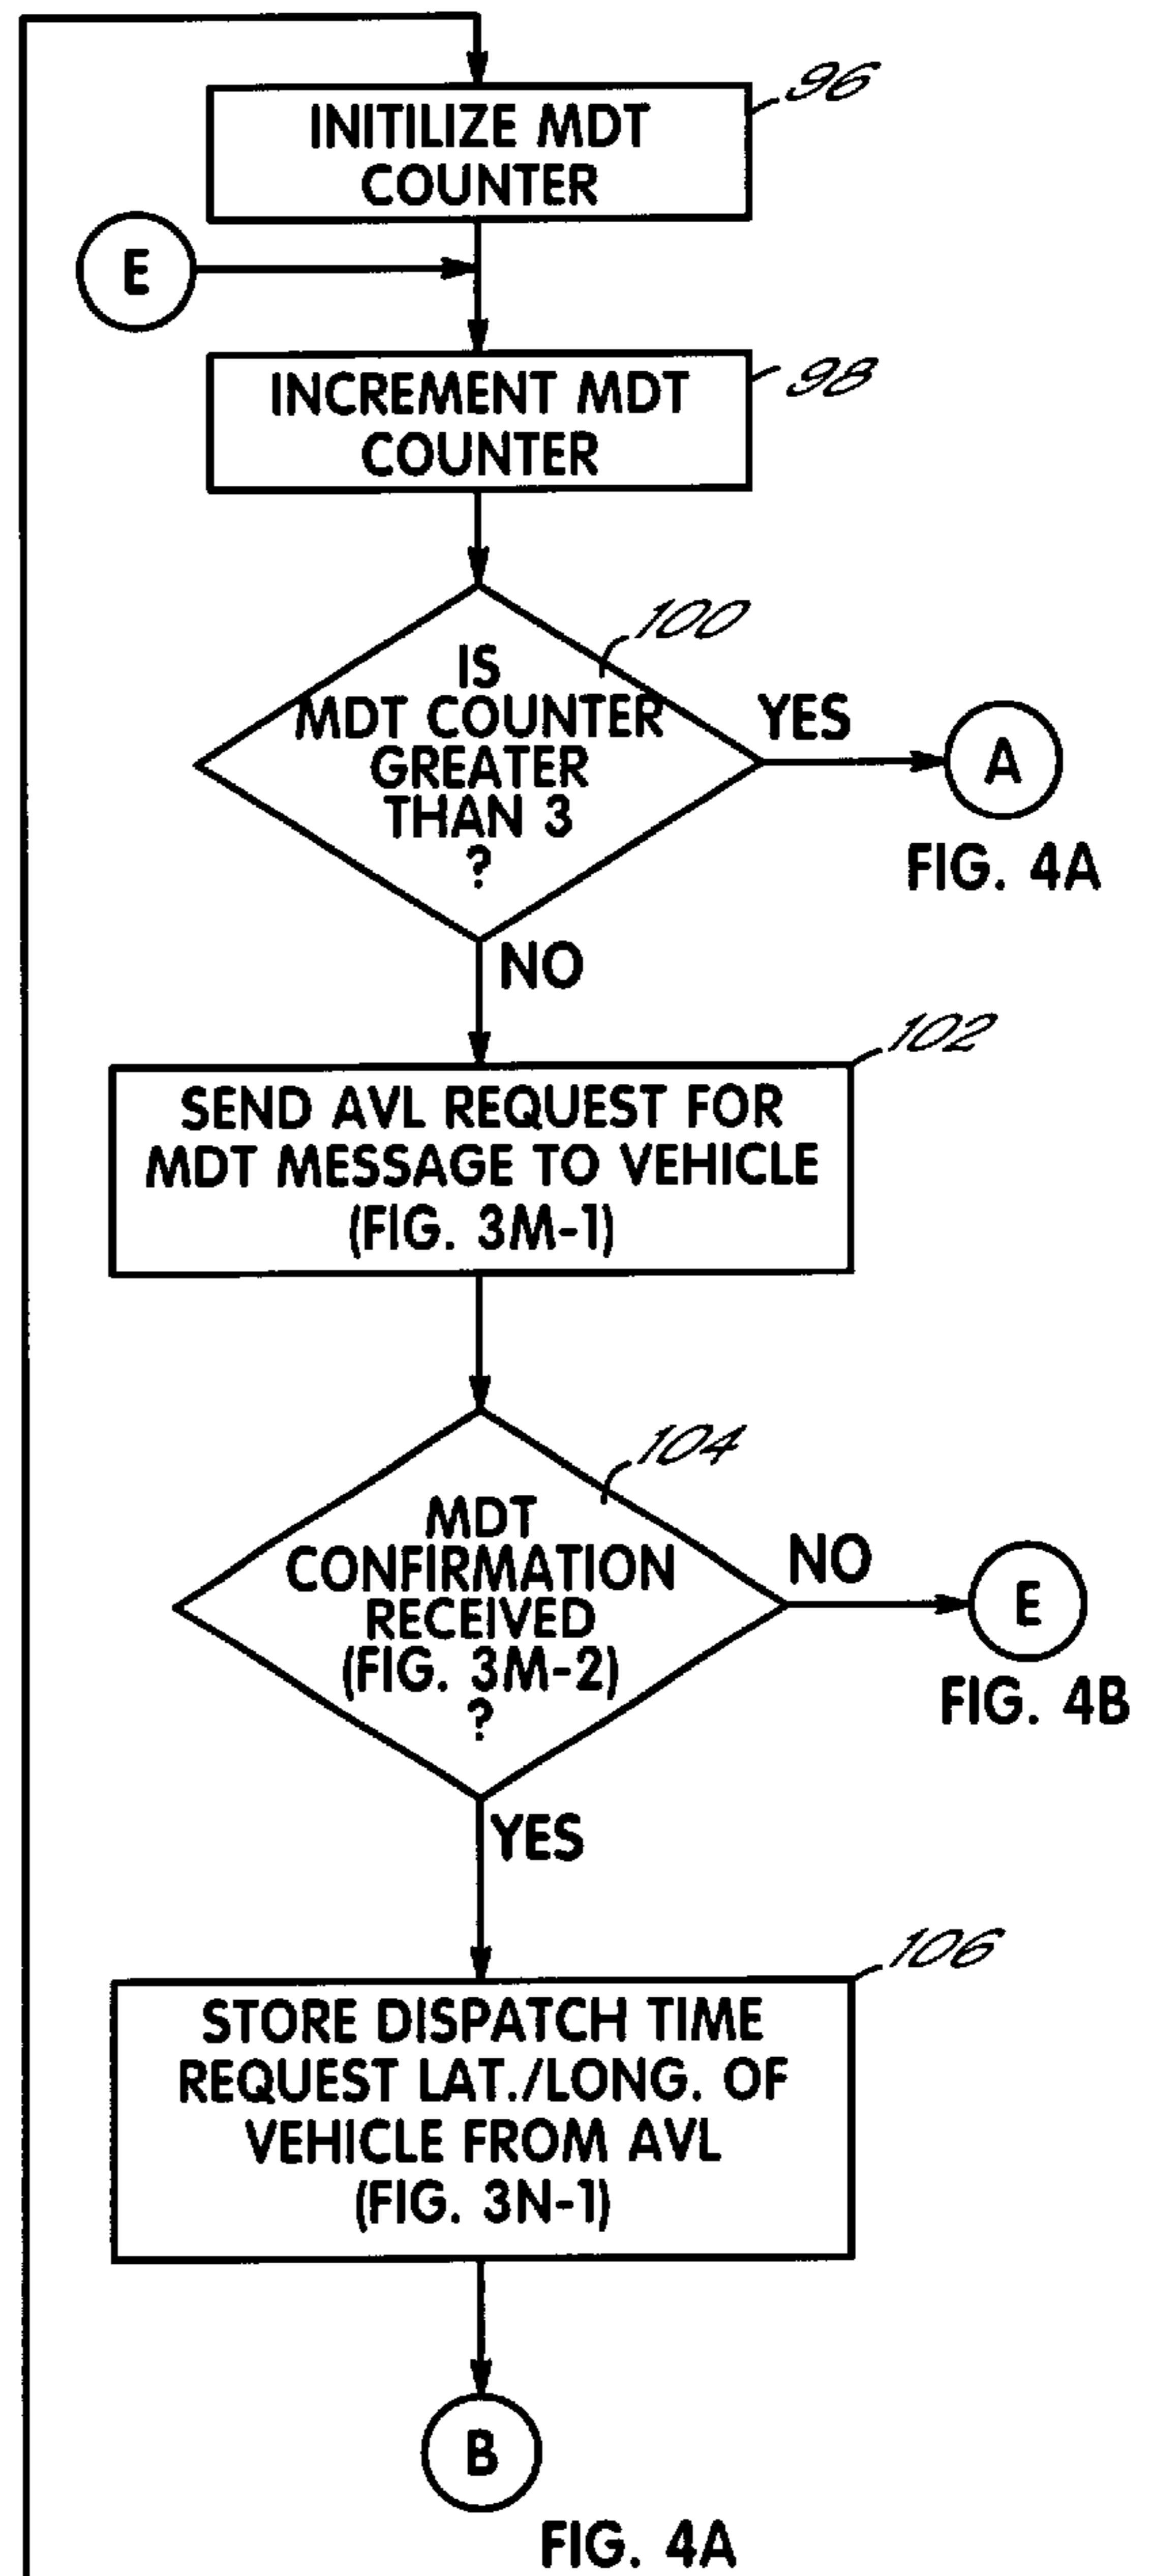 96
INITILIZE MDT
COUNTER
E
98
INCREMENT MDT
COUNTER
100
IS
MDT COUNTER
GREATER
THAN 3
?
YES
A
FIG. 4A
NO
102
SEND AVL REQUEST FOR
MDT MESSAGE TO VEHICLE
(FIG. 3M-1)
104
MDT
CONFIRMATION
RECEIVED
(FIG. 3M-2)
?
NO
E
FIG. 4B
YES
106
STORE DISPATCH TIME
REQUEST LAT./LONG. OF
VEHICLE FROM AVL
(FIG. 3N-1)
B
FIG. 4A